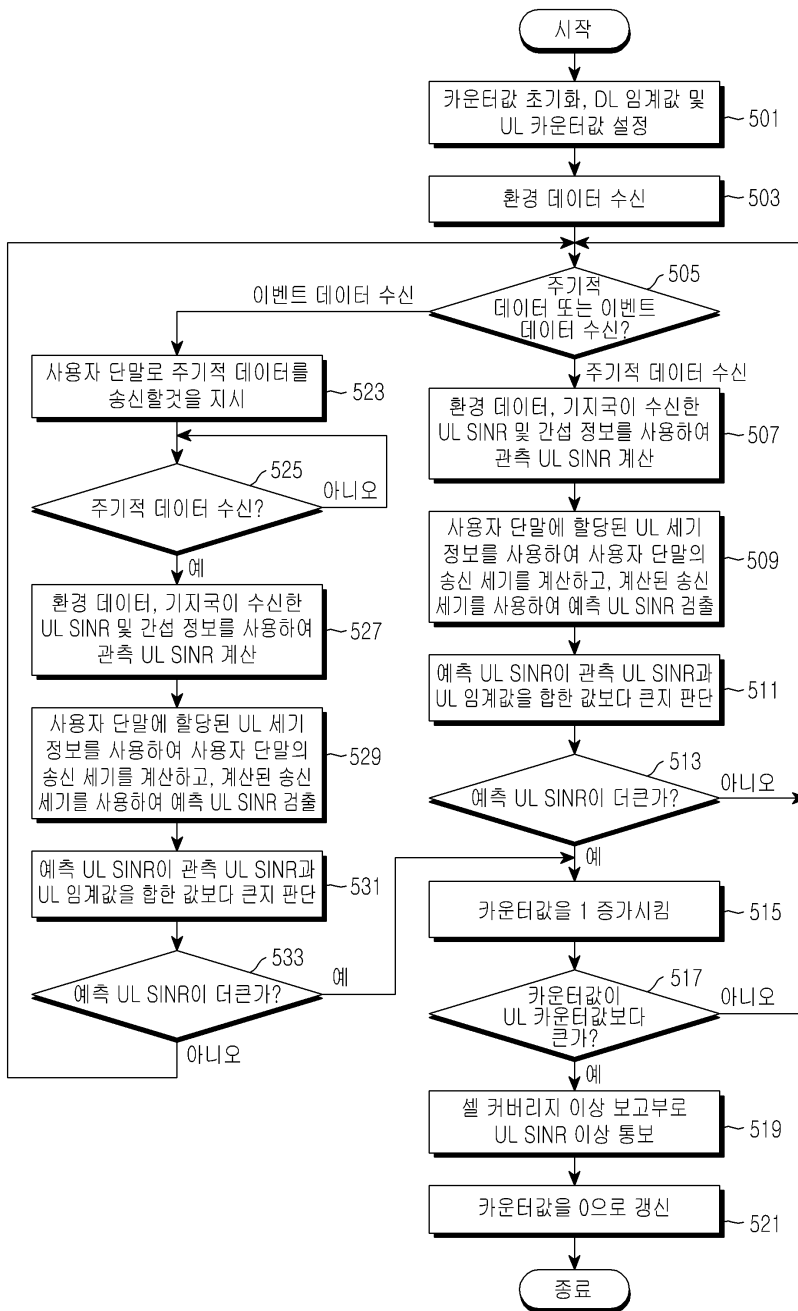 시작
카운터값 초기화, DL 임계값 및
UL 카운터값 설정
501
환경 데이터 수신
503
505
주기적
데이터 또는 이벤트
데이터 수신?
이벤트 데이터 수신
주기적 데이터 수신
사용자 단말로 주기적 데이터를
송신할것을 지시
523
525
주기적 데이터 수신?
아니오
예
환경 데이터, 기지국이 수신한
UL SINR 및 간섭 정보를 사용하여
관측 UL SINR 계산
527
사용자 단말에 할당된 UL 세기
정보를 사용하여 사용자 단말의
송신 세기를 계산하고, 계산된 송신
세기를 사용하여 예측 UL SINR 검출
529
예측 UL SINR이 관측 UL SINR과
UL 임계값을 합한 값보다 큰지 판단
531
533
예측 UL SINR이 더큰가?
예
아니오
환경 데이터, 기지국이 수신한
UL SINR 및 간섭 정보를 사용하여
관측 UL SINR 계산
507
사용자 단말에 할당된 UL 세기
정보를 사용하여 사용자 단말의
송신 세기를 계산하고, 계산된 송신
세기를 사용하여 예측 UL SINR 검출
509
예측 UL SINR이 관측 UL SINR과
UL 임계값을 합한 값보다 큰지 판단
511
513
예측 UL SINR이 더큰가?
아니오
예
카운터값을 1 증가시킴
515
517
카운터값이
UL 카운터값보다
큰가?
아니오
예
셀 커버리지 이상 보고부로
UL SINR 이상 통보
519
카운터값을 0으로 갱신
521
종료